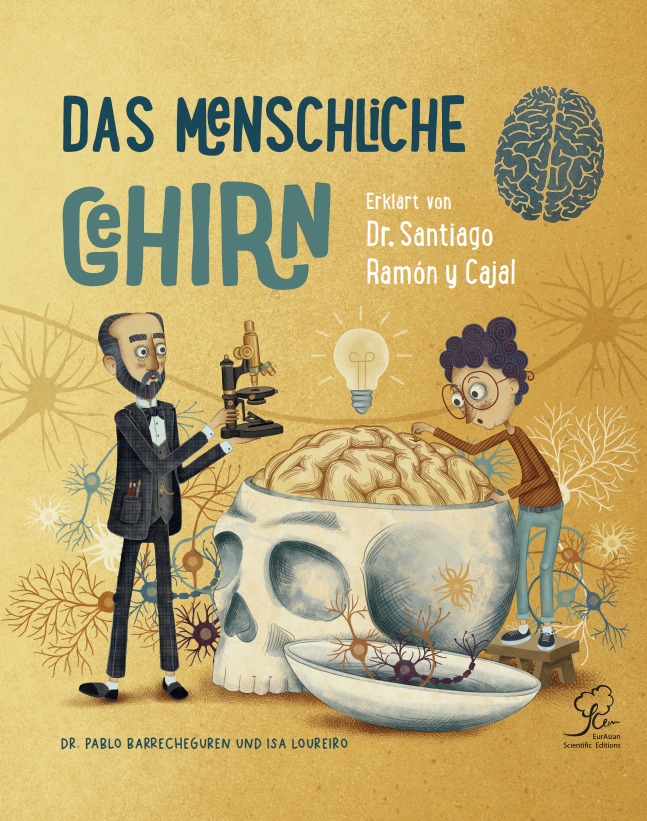 DAS MENSCHLICHE
GEHIRN
Erklärt von
Dr. Santiago
Ramón y Cajal
DR. PABLO BARRECHEGUREN UND ISA LOUREIRO
EurAsian
Scientific Editions